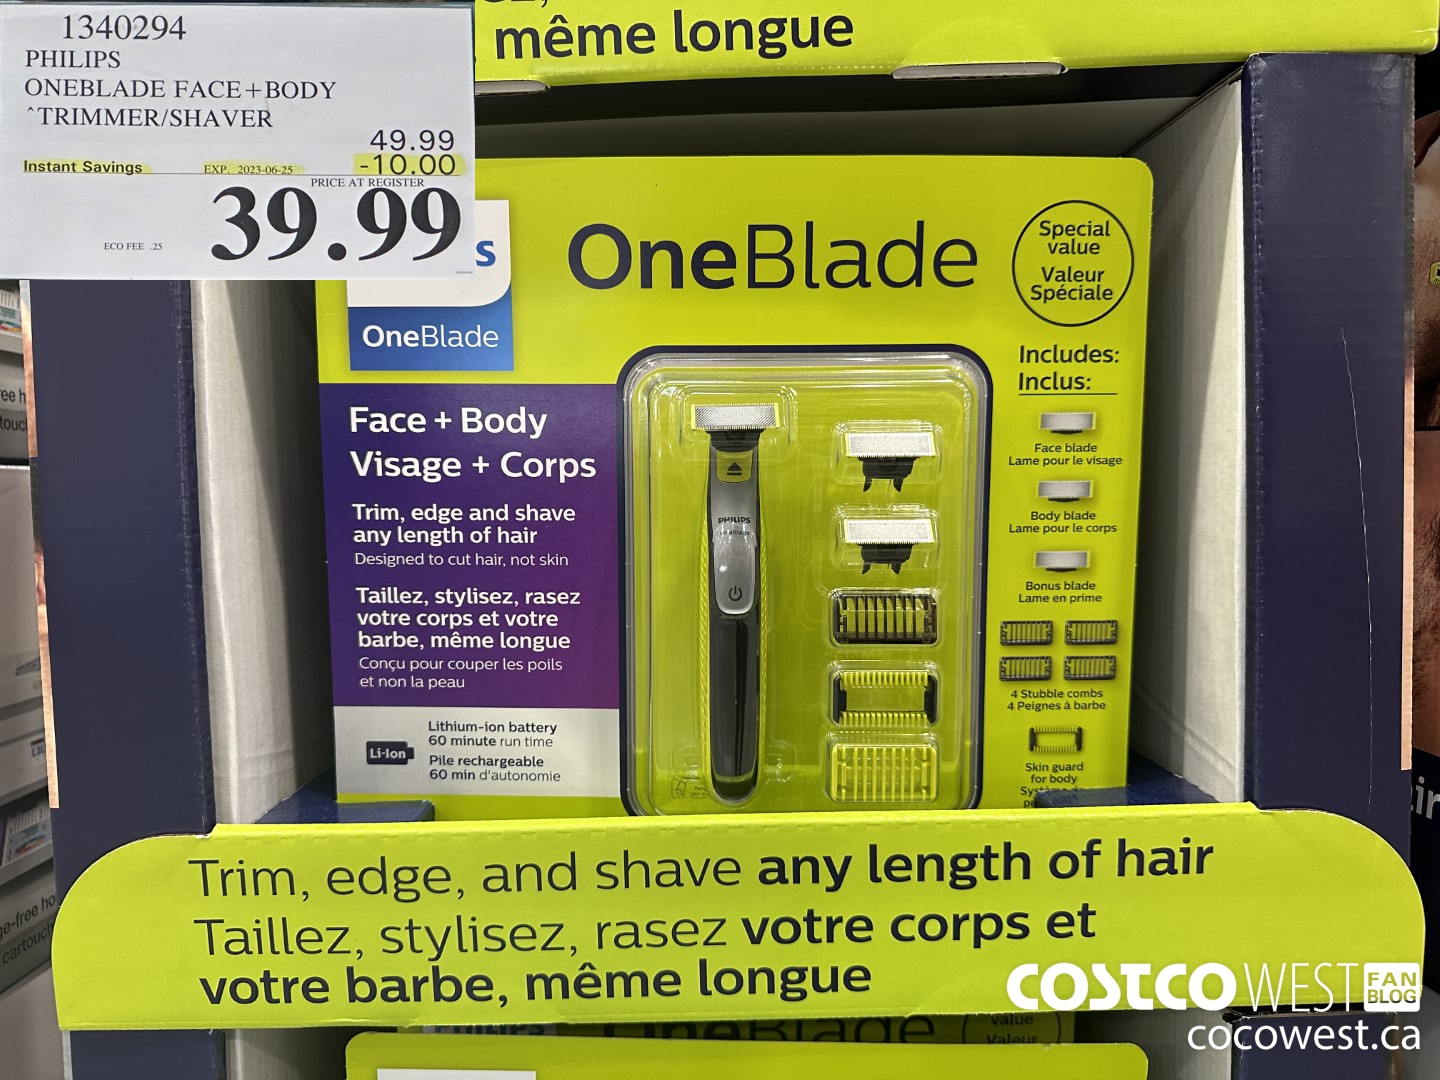 même longue
1340294
PHILIPS
ONEBLADE FACE+BODY
^TRIMMER/SHAVER
49.99
Instant Savings EXP. 2023-06-25 -10.00
PRICE AT REGISTER
39.99
ECO FEE .25
OneBlade
OneBlade
Special
value
Valeur
Spéciale
Face + Body
Visage + Corps
Trim, edge and shave
any length of hair
Designed to cut hair, not skin
Taillez, stylisez, rasez
votre corps et votre
barbe, même longue
Conçu pour couper les poils
et non la peau
Li-Ion
Lithium-ion battery
60 minute run time
Pile rechargeable
60 min d'autonomie
PHILIPS
OneBlade
Includes:
Inclus:
Face blade
Lame pour le visage
Body blade
Lame pour le corps
Bonus blade
Lame en prime
4 Stubble combs
4 Peignes à barbe
Skin guard
for body
Trim, edge, and shave any length of hair
Taillez, stylisez, rasez votre corps et
votre barbe, même longue
OneBlade
value
Valeur
COSTCO WEST FAN BLOG
cocowest.ca